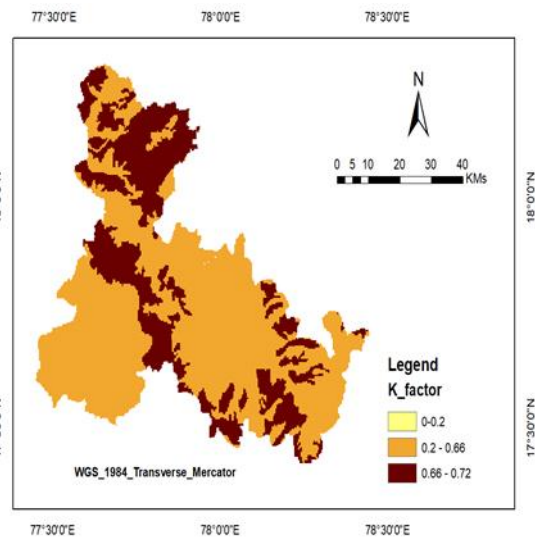 77°30'0"E 78°0'0"E 78°30'0"E
N
0 5 10 20 30 40
KMs
18°0'0"N
Legend
K_factor
0-0.2
0.2 - 0.66
0.66 - 0.72
17°30'0"N
WGS_1984_Transverse_Mercator
77°30'0"E 78°0'0"E 78°30'0"E